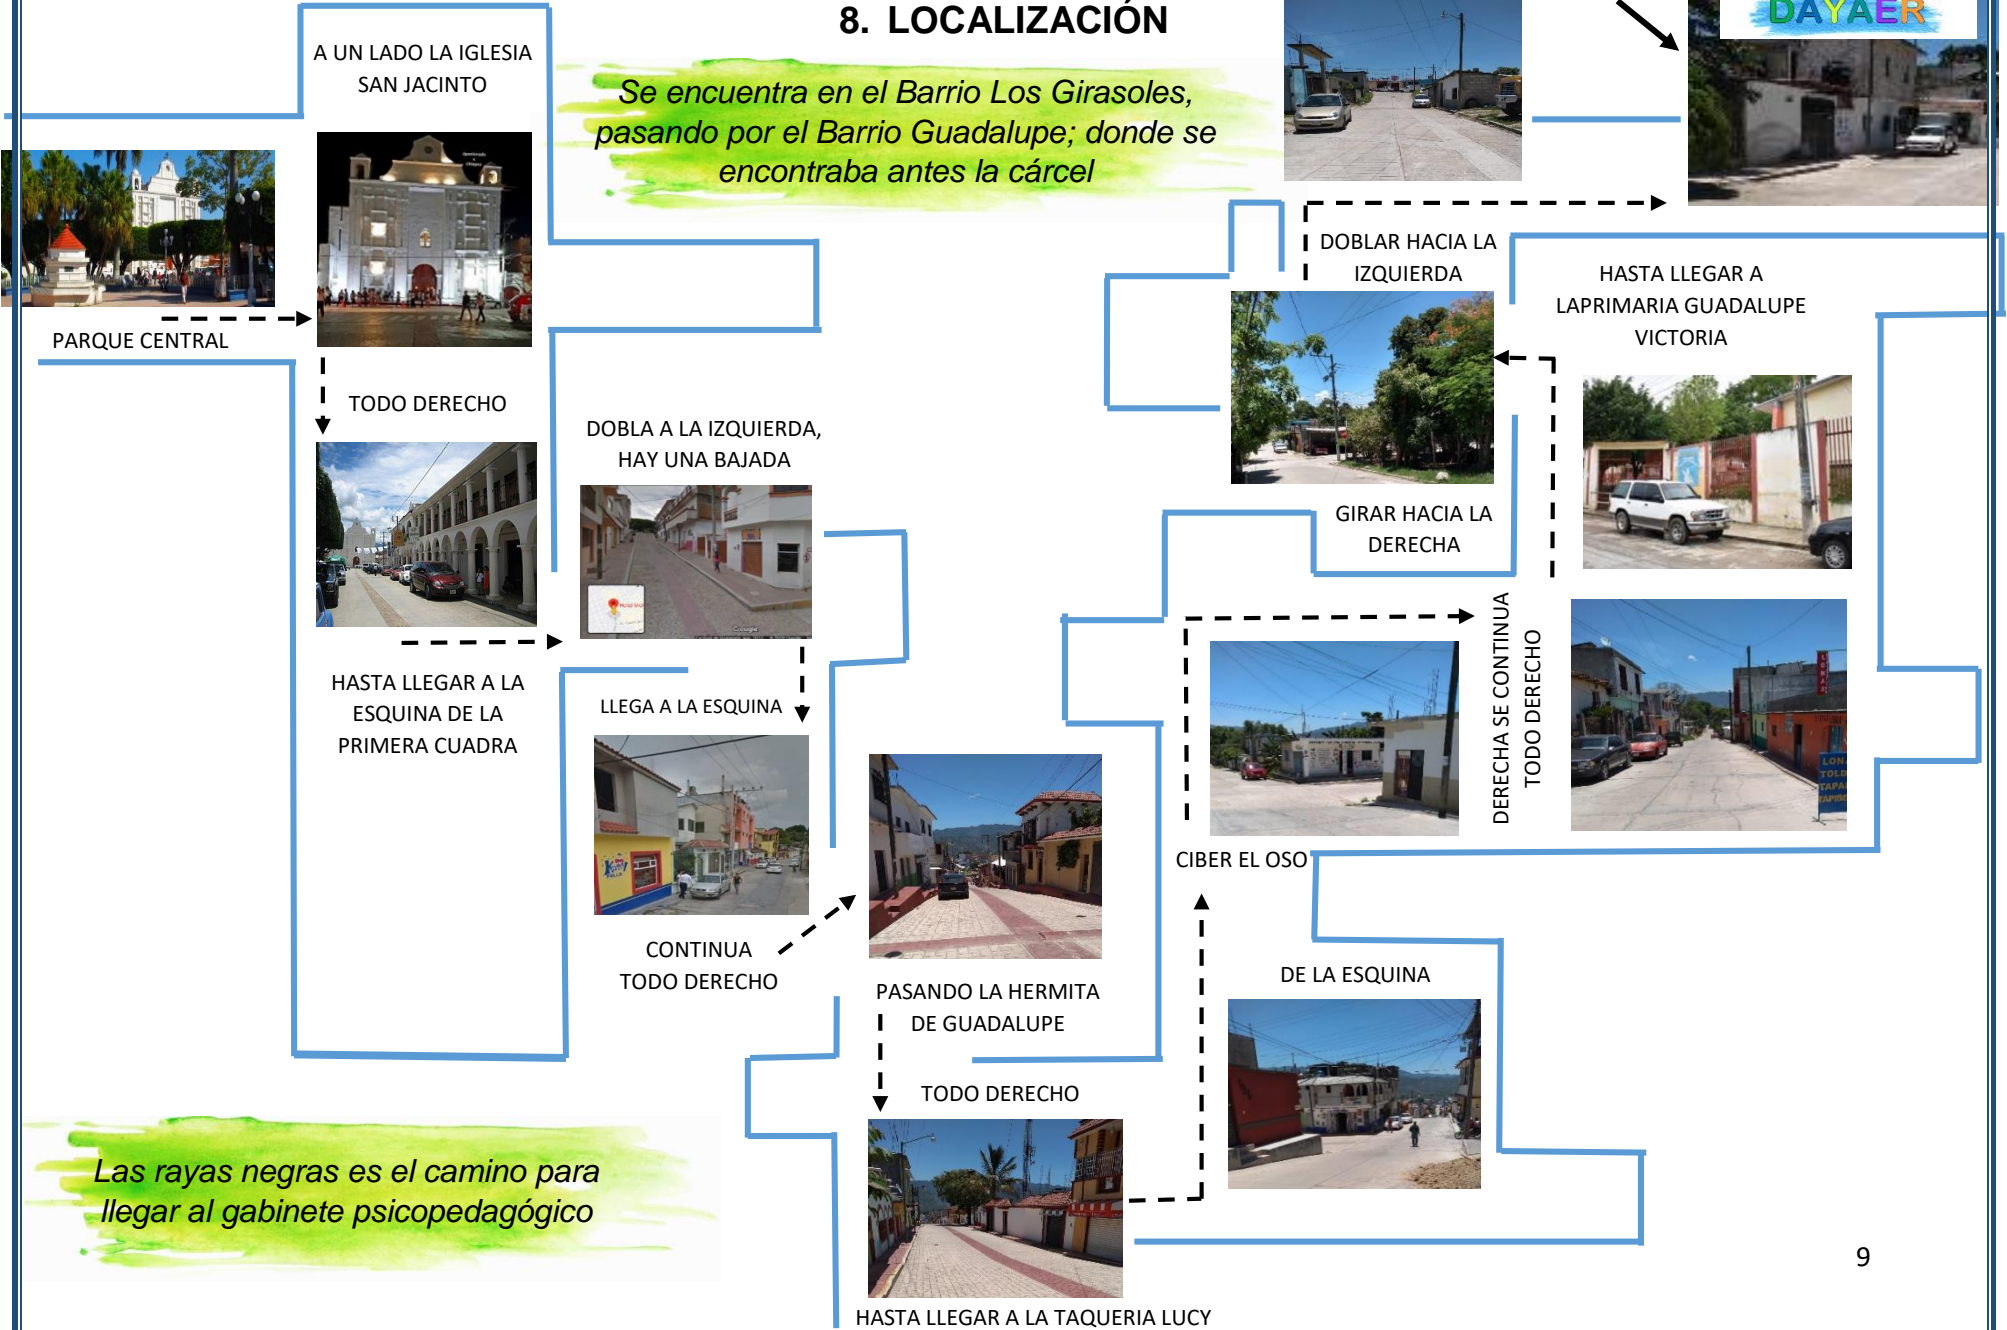 8. LOCALIZACIÓN
DAYAER
Se encuentra en el Barrio Los Girasoles,
pasando por el Barrio Guadalupe; donde se
encontraba antes la cárcel
A UN LADO LA IGLESIA
SAN JACINTO
PARQUE CENTRAL
TODO DERECHO
HASTA LLEGAR A LA
ESQUINA DE LA
PRIMERA CUADRA
DOBLA A LA IZQUIERDA,
HAY UNA BAJADA
Google
LLEGA A LA ESQUINA
CONTINUA
TODO DERECHO
PASANDO LA HERMITA
DE GUADALUPE
TODO DERECHO
HASTA LLEGAR A LA TAQUERIA LUCY
DE LA ESQUINA
CIBER EL OSO
DERECHA SE CONTINUA
TODO DERECHO
HASTA LLEGAR A
LAPRIMARIA GUADALUPE
VICTORIA
LONAS
GIRAR HACIA LA
DERECHA
DOBLAR HACIA LA
IZQUIERDA
Las rayas negras es el camino para
llegar al gabinete psicopedagógico
9